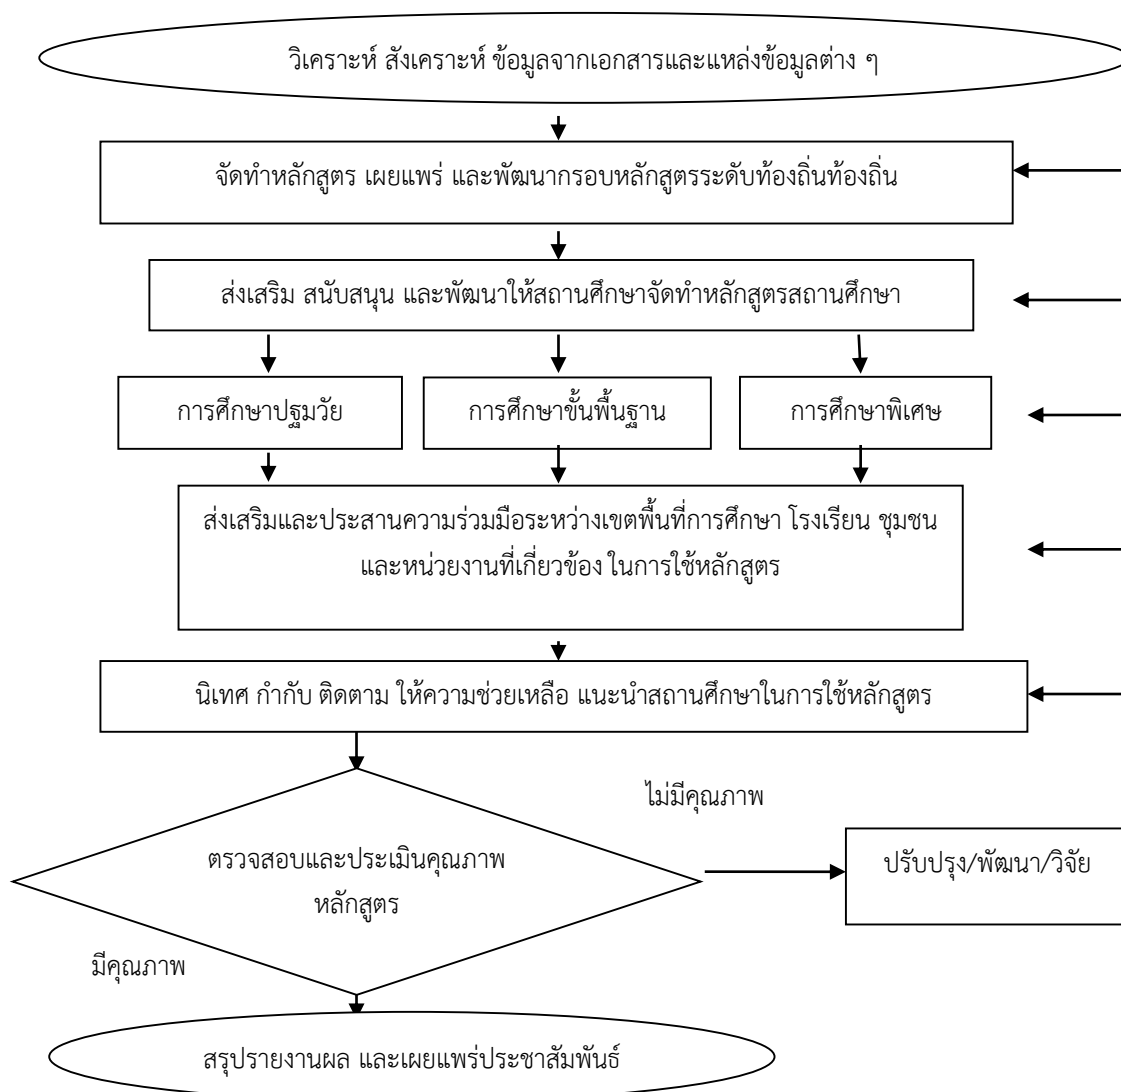 วิเคราะห์ สังเคราะห์ ข้อมูลจากเอกสารและแหล่งข้อมูลต่าง ๆ
จัดทำหลักสูตร เผยแพร่ และพัฒนากรอบหลักสูตรระดับท้องถิ่นท้องถิ่น
ส่งเสริม สนับสนุน และพัฒนาให้สถานศึกษาจัดทำหลักสูตรสถานศึกษา
การศึกษาปฐมวัย
การศึกษาขั้นพื้นฐาน
การศึกษาพิเศษ
ส่งเสริมและประสานความร่วมมือระหว่างเขตพื้นที่การศึกษา โรงเรียน ชุมชน
และหน่วยงานที่เกี่ยวข้อง ในการใช้หลักสูตร
นิเทศ กำกับ ติดตาม ให้ความช่วยเหลือ แนะนำสถานศึกษาในการใช้หลักสูตร
ไม่มีคุณภาพ
ตรวจสอบและประเมินคุณภาพ
หลักสูตร
ปรับปรุง/พัฒนา/วิจัย
มีคุณภาพ
สรุปรายงานผล และเผยแพร่ประชาสัมพันธ์